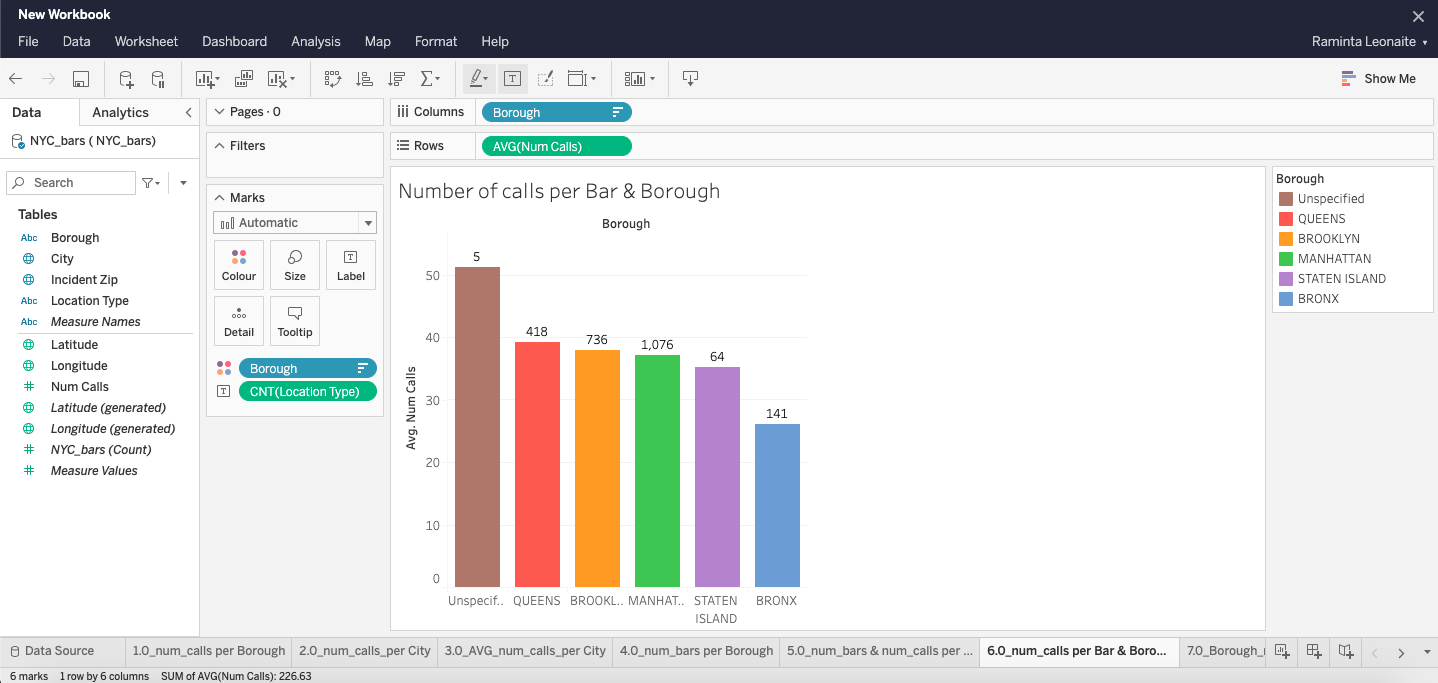 New Workbook
File Data Worksheet Dashboard Analysis Map Format Help
Raminta Leonaite
Show Me
Data Analytics
NYC_bars ( NYC_bars)
Search
Tables
Abc Borough
City
Incident Zip
Abc Location Type
Abc Measure Names
Latitude
Longitude
# Num Calls
Latitude (generated)
Longitude (generated)
# NYC_bars (Count)
# Measure Values
Pages · 0
Filters
Marks
Automatic
Colour Size T Label
Detail Tooltip
Borough
T CNT(Location Type)
Columns Borough
Rows AVG(Num Calls)
Number of calls per Bar & Borough
Borough
Avg. Num Calls
50
40
30
20
10
0
5
418
736
1,076
64
141
Unspecif.. QUEENS BROOKL.. MANHAT.. STATEN ISLAND BRONX
Borough
Unspecified
QUEENS
BROOKLYN
MANHATTAN
STATEN ISLAND
BRONX
Data Source 1.0_num_calls per Borough 2.0_num_calls_per City 3.0_AVG_num_calls_per City 4.0_num_bars per Borough 5.0_num_bars & num_calls per ... 6.0_num_calls per Bar & Boro... 7.0_Borough_
6 marks 1 row by 6 columns SUM of AVG(Num Calls): 226.63